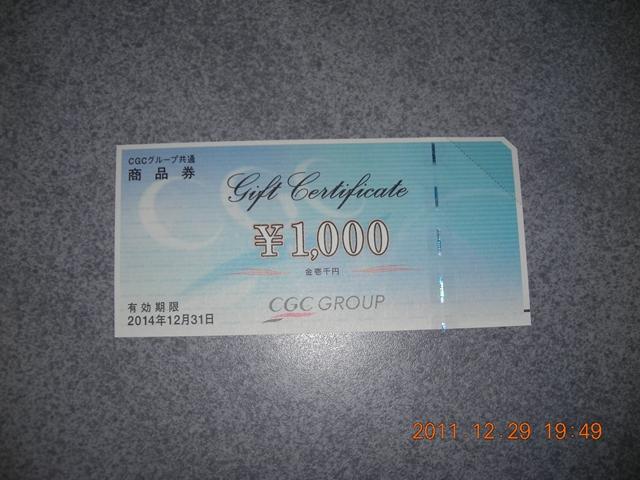 CGCグループ共通
商品券
Gift Certificate
¥1,000
金壱千円
有効期限
2014年12月31日
CGC GROUP
2011.12.29 19:49